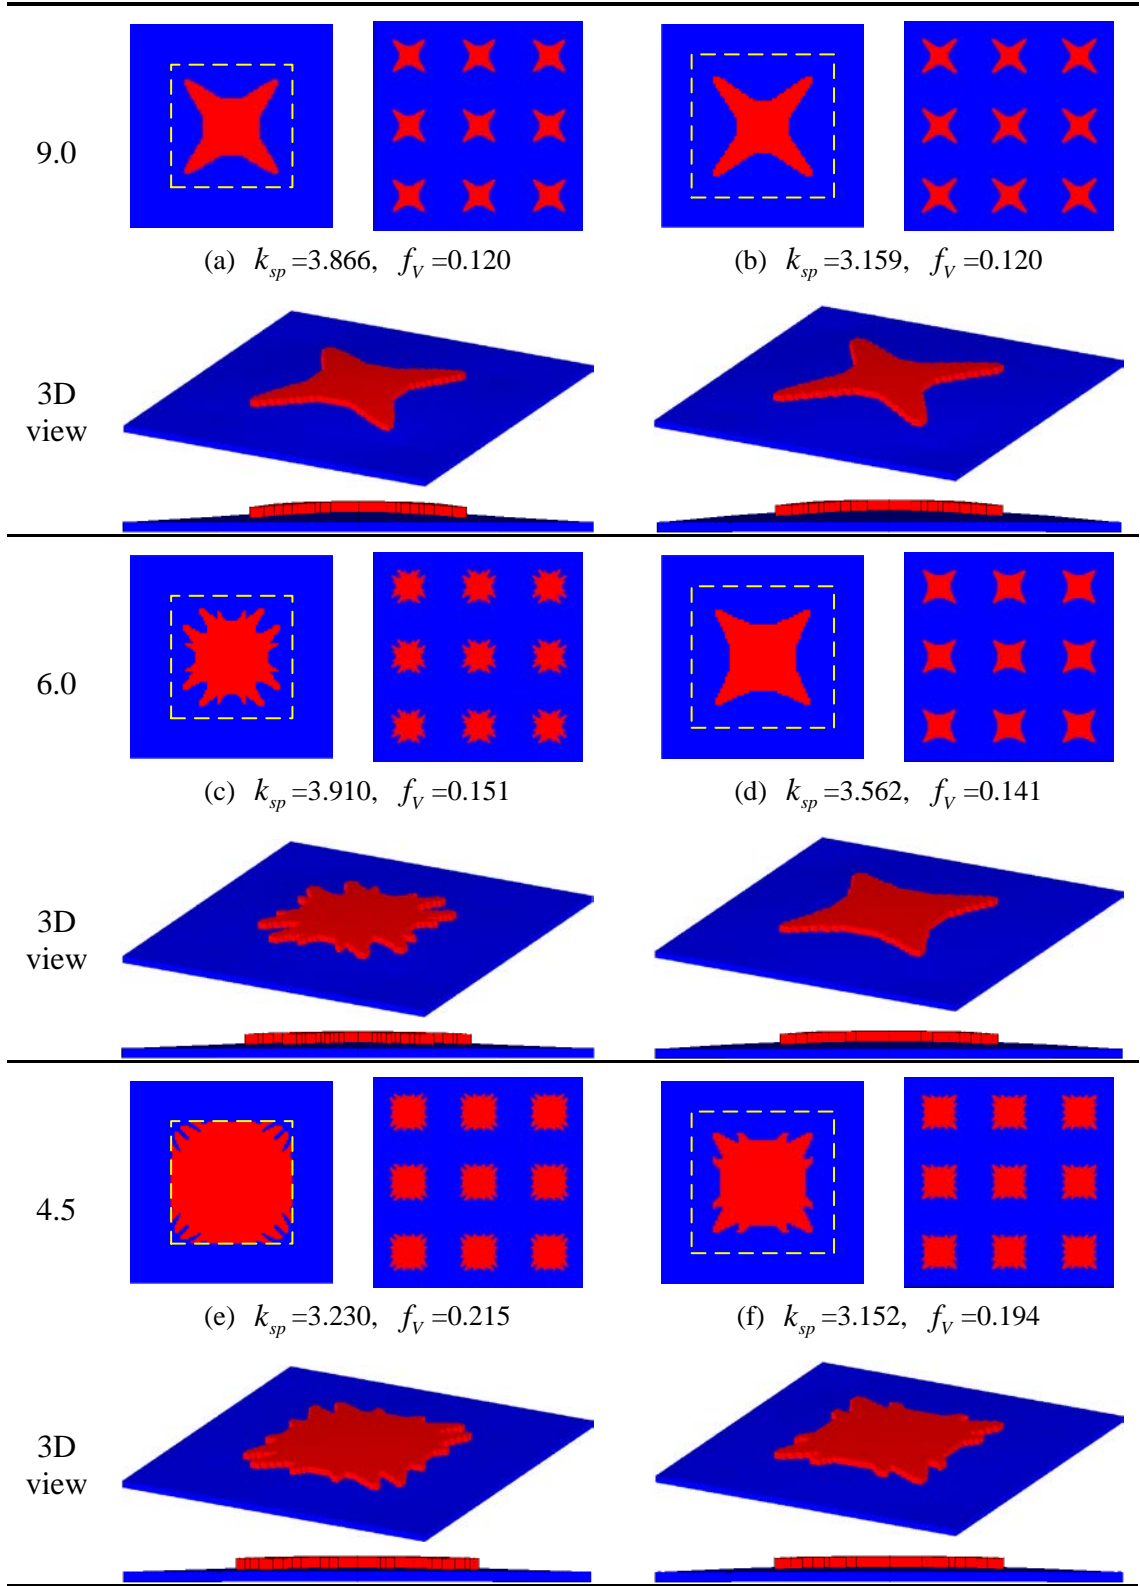 9.0
(a) k_sp =3.866, f_V =0.120
(b) k_sp =3.159, f_V =0.120
3D
view
6.0
(c) k_sp =3.910, f_V =0.151
(d) k_sp =3.562, f_V =0.141
3D
view
4.5
(e) k_sp =3.230, f_V =0.215
(f) k_sp =3.152, f_V =0.194
3D
view